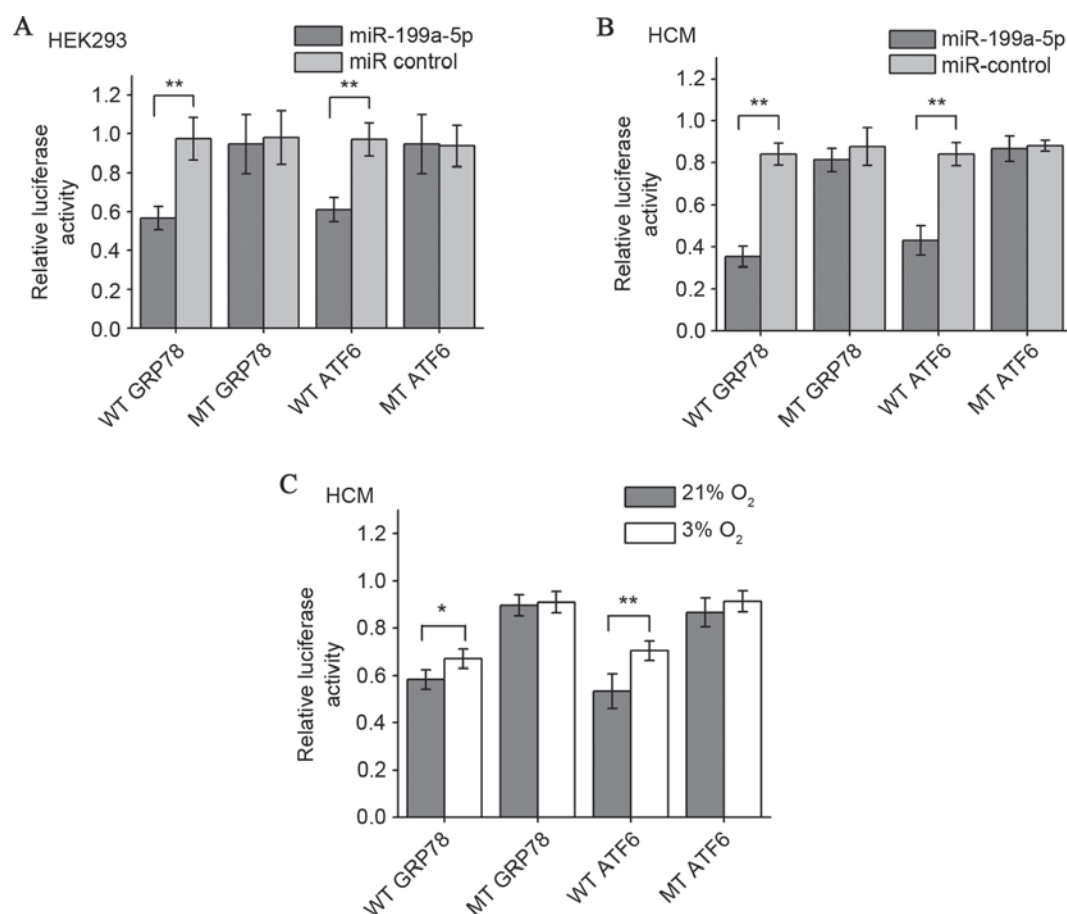 A HEK293
miR-199a-5p
miR control
Relative luciferase
activity
1.2
1.0
0.8
0.6
0.4
0.2
0.0
**
**
WT GRP78
MT GRP78
WT ATF6
MT ATF6
B HCM
miR-199a-5p
miR-control
Relative luciferase
activity
1.2
1.0
0.8
0.6
0.4
0.2
0.0
**
**
WT GRP78
MT GRP78
WT ATF6
MT ATF6
C HCM
21% O₂
3% O₂
Relative luciferase
activity
1.2
1.0
0.8
0.6
0.4
0.2
0.0
*
**
WT GRP78
MT GRP78
WT ATF6
MT ATF6